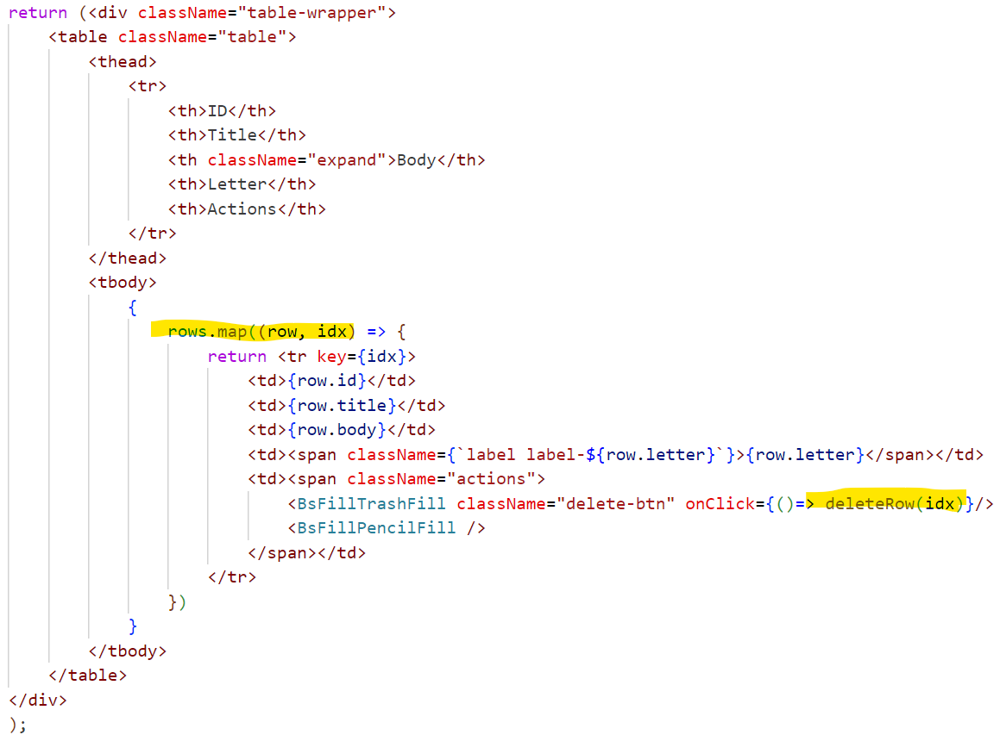 return (<div className="table-wrapper">
<table className="table">
<thead>
<tr>
<th>ID</th>
<th>Title</th>
<th className="expand">Body</th>
<th>Letter</th>
<th>Actions</th>
</tr>
</thead>
<tbody>
{
rows.map((row, idx) => {
return <tr key={idx}>
<td>{row.id}</td>
<td>{row.title}</td>
<td>{row.body}</td>
<td><span className={`label label-${row.letter}`}>{row.letter}</span></td>
<td><span className="actions">
<BsFillTrashFill className="delete-btn" onClick={()=> deleteRow(idx)}/>
<BsFillPencilFill />
</span></td>
</tr>
})
}
</tbody>
</table>
</div>
);